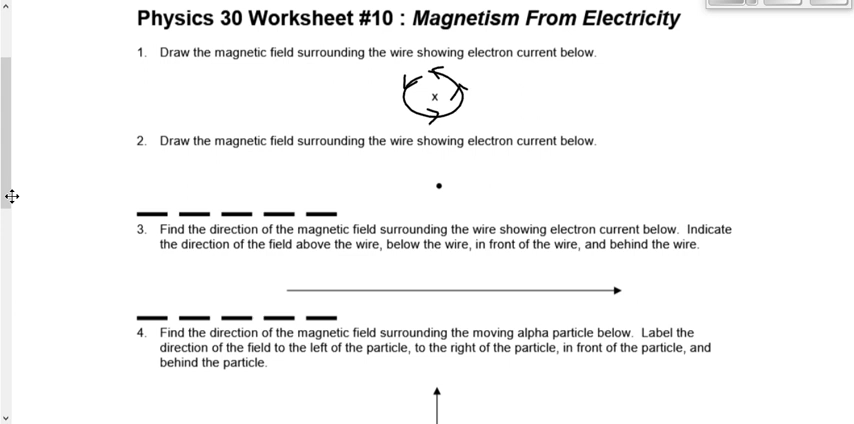 Physics 30 Worksheet #10 : Magnetism From Electricity
1. Draw the magnetic field surrounding the wire showing electron current below.
x
2. Draw the magnetic field surrounding the wire showing electron current below.
3. Find the direction of the magnetic field surrounding the wire showing electron current below. Indicate
the direction of the field above the wire, below the wire, in front of the wire, and behind the wire.
4. Find the direction of the magnetic field surrounding the moving alpha particle below. Label the
direction of the field to the left of the particle, to the right of the particle, in front of the particle, and
behind the particle.